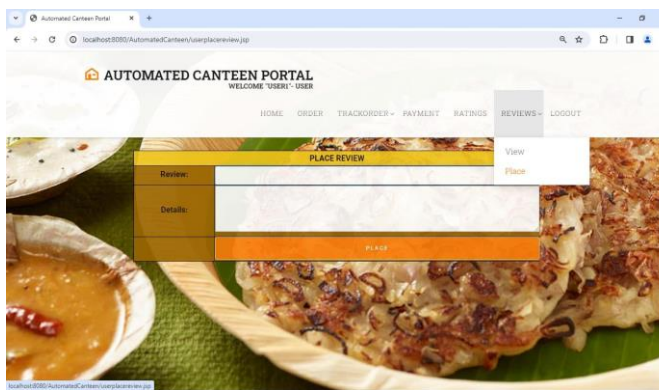 Automated Canteen Portal
localhost:8080/AutomatedCanteen/userplacereview.jsp
AUTOMATED CANTEEN PORTAL
WELCOME "USER1"- USER
HOME ORDER TRACKORDER PAYMENT RATINGS REVIEWS LOGOUT
View
Place
PLACE REVIEW
Review:
Details:
PLACE
localhost:8080/AutomatedCanteen/userplacereview.jsp